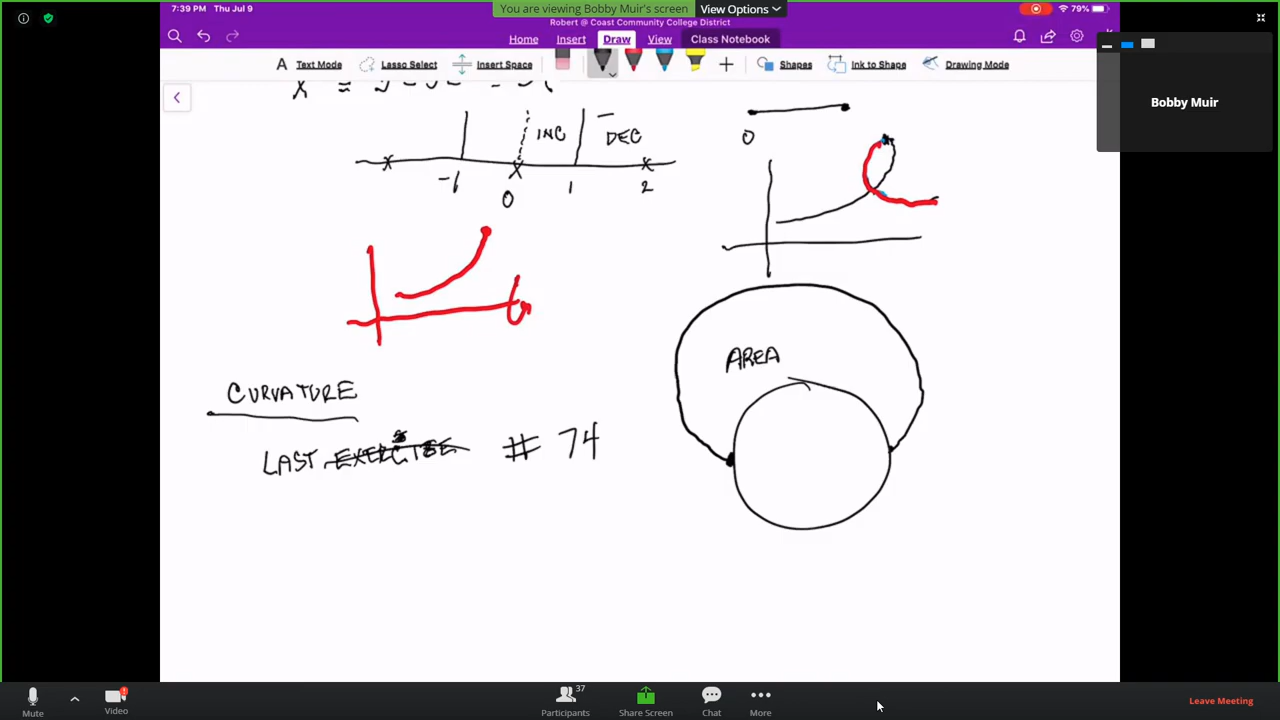 You are viewing Bobby Muir's screen
View Options
7:39 PM Thu Jul 9
79%
Robert @ Coast Community College District
Home Insert Draw View Class Notebook
Text Mode Lasso Select Insert Space Shapes Ink to Shape Drawing Mode
Bobby Muir
INC DEC
-1 0 1 2
0
AREA
CURVATURE
LAST EXERCISE # 74
Mute Video Participants 37 Share Screen Chat More Leave Meeting